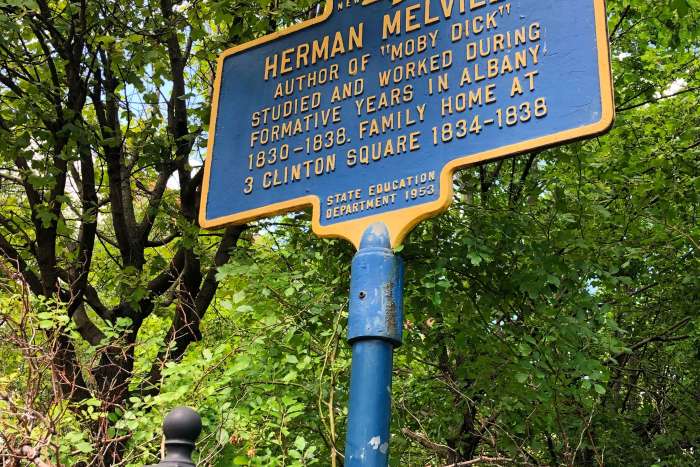 NEW
HERMAN MELVILLE
AUTHOR OF "MOBY DICK"
STUDIED AND WORKED DURING
FORMATIVE YEARS IN ALBANY
1830-1838. FAMILY HOME AT
3 CLINTON SQUARE 1834-1838
STATE EDUCATION
DEPARTMENT 1953